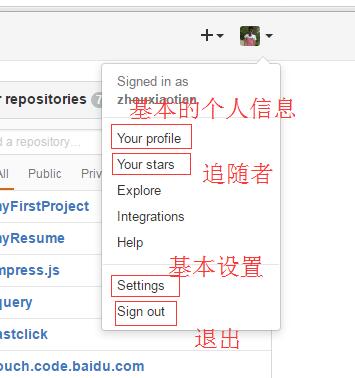 Signed in as
zhouxiaotian
基本的个人信息
r repositories 7
Your profile
d a repository…
Your stars
追随者
All Public Priv
Explore
nyFirstProject
Integrations
nyResume
Help
mpress.js
基本设置
query
Settings
astclick
Sign out
退出
ouch.code.baidu.com